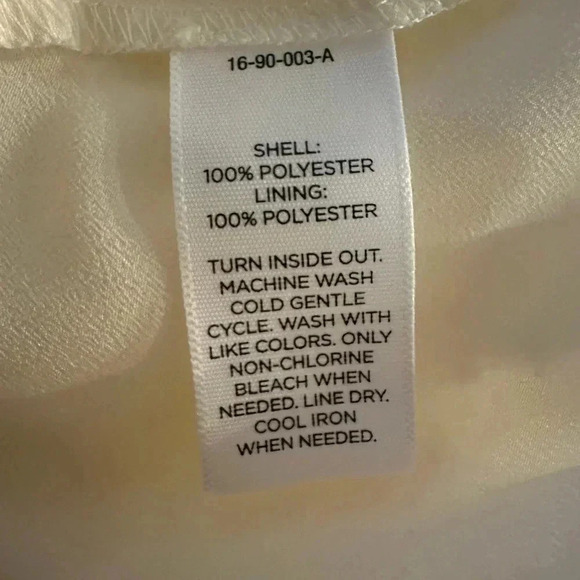 16-90-003-A
SHELL:
100% POLYESTER
LINING:
100% POLYESTER
TURN INSIDE OUT.
MACHINE WASH
COLD GENTLE
CYCLE. WASH WITH
LIKE COLORS. ONLY
NON-CHLORINE
BLEACH WHEN
NEEDED. LINE DRY.
COOL IRON
WHEN NEEDED.